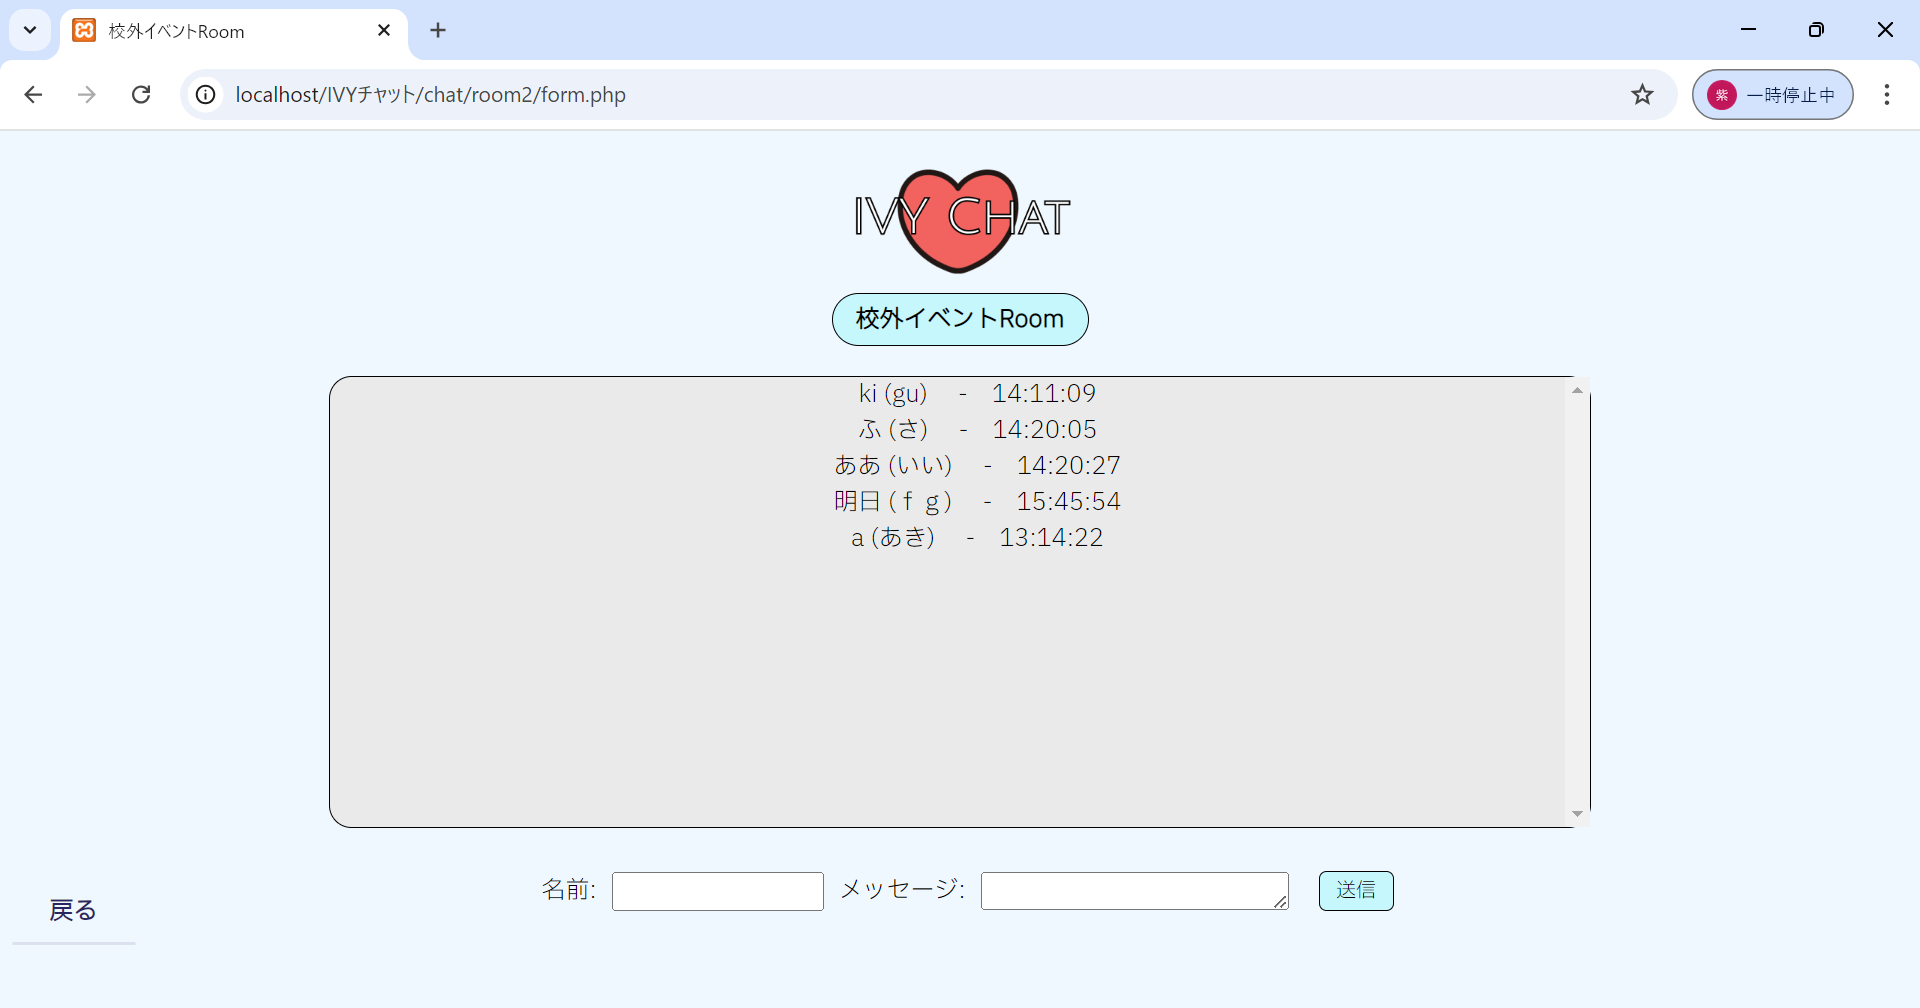 校外イベントRoom
localhost/IVYチャット/chat/room2/form.php
紫 一時停止中
IVY CHAT
校外イベントRoom
ki (gu) - 14:11:09
ふ (さ) - 14:20:05
ああ (いい) - 14:20:27
明日 (ｆｇ) - 15:45:54
a (あき) - 13:14:22
名前: メッセージ: 送信
戻る